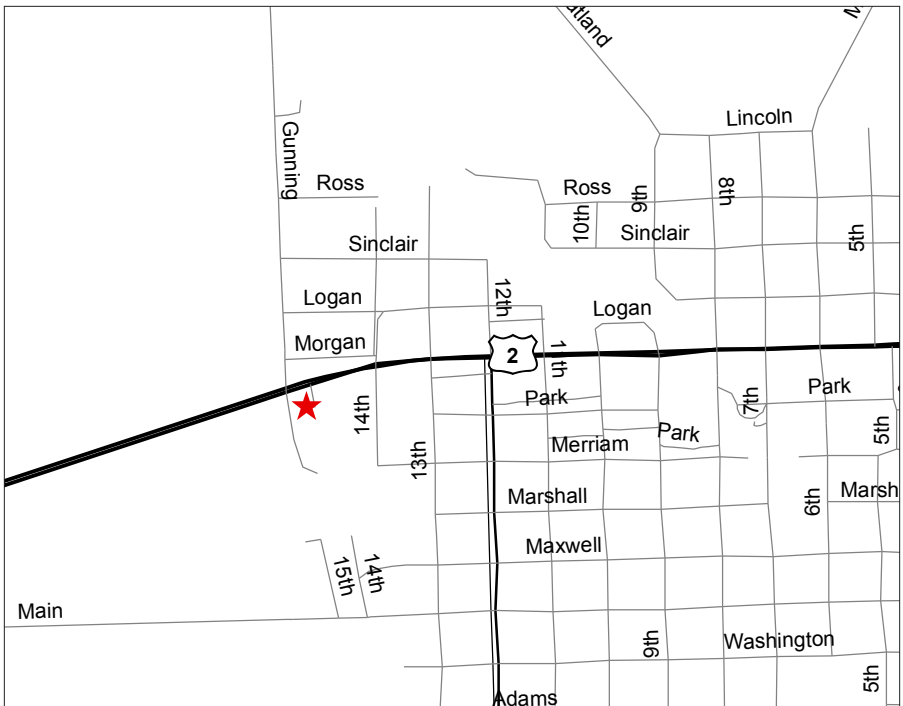 utland
Lincoln
Gunning
Ross
Ross
10th
9th
8th
Sinclair
Sinclair
5th
Logan
12th
Logan
Morgan
2
11th
14th
Park
7th
Park
13th
Merriam
Park
5th
Marshall
6th
Marsh
Maxwell
15th
14th
Main
9th
Washington
5th
Adams